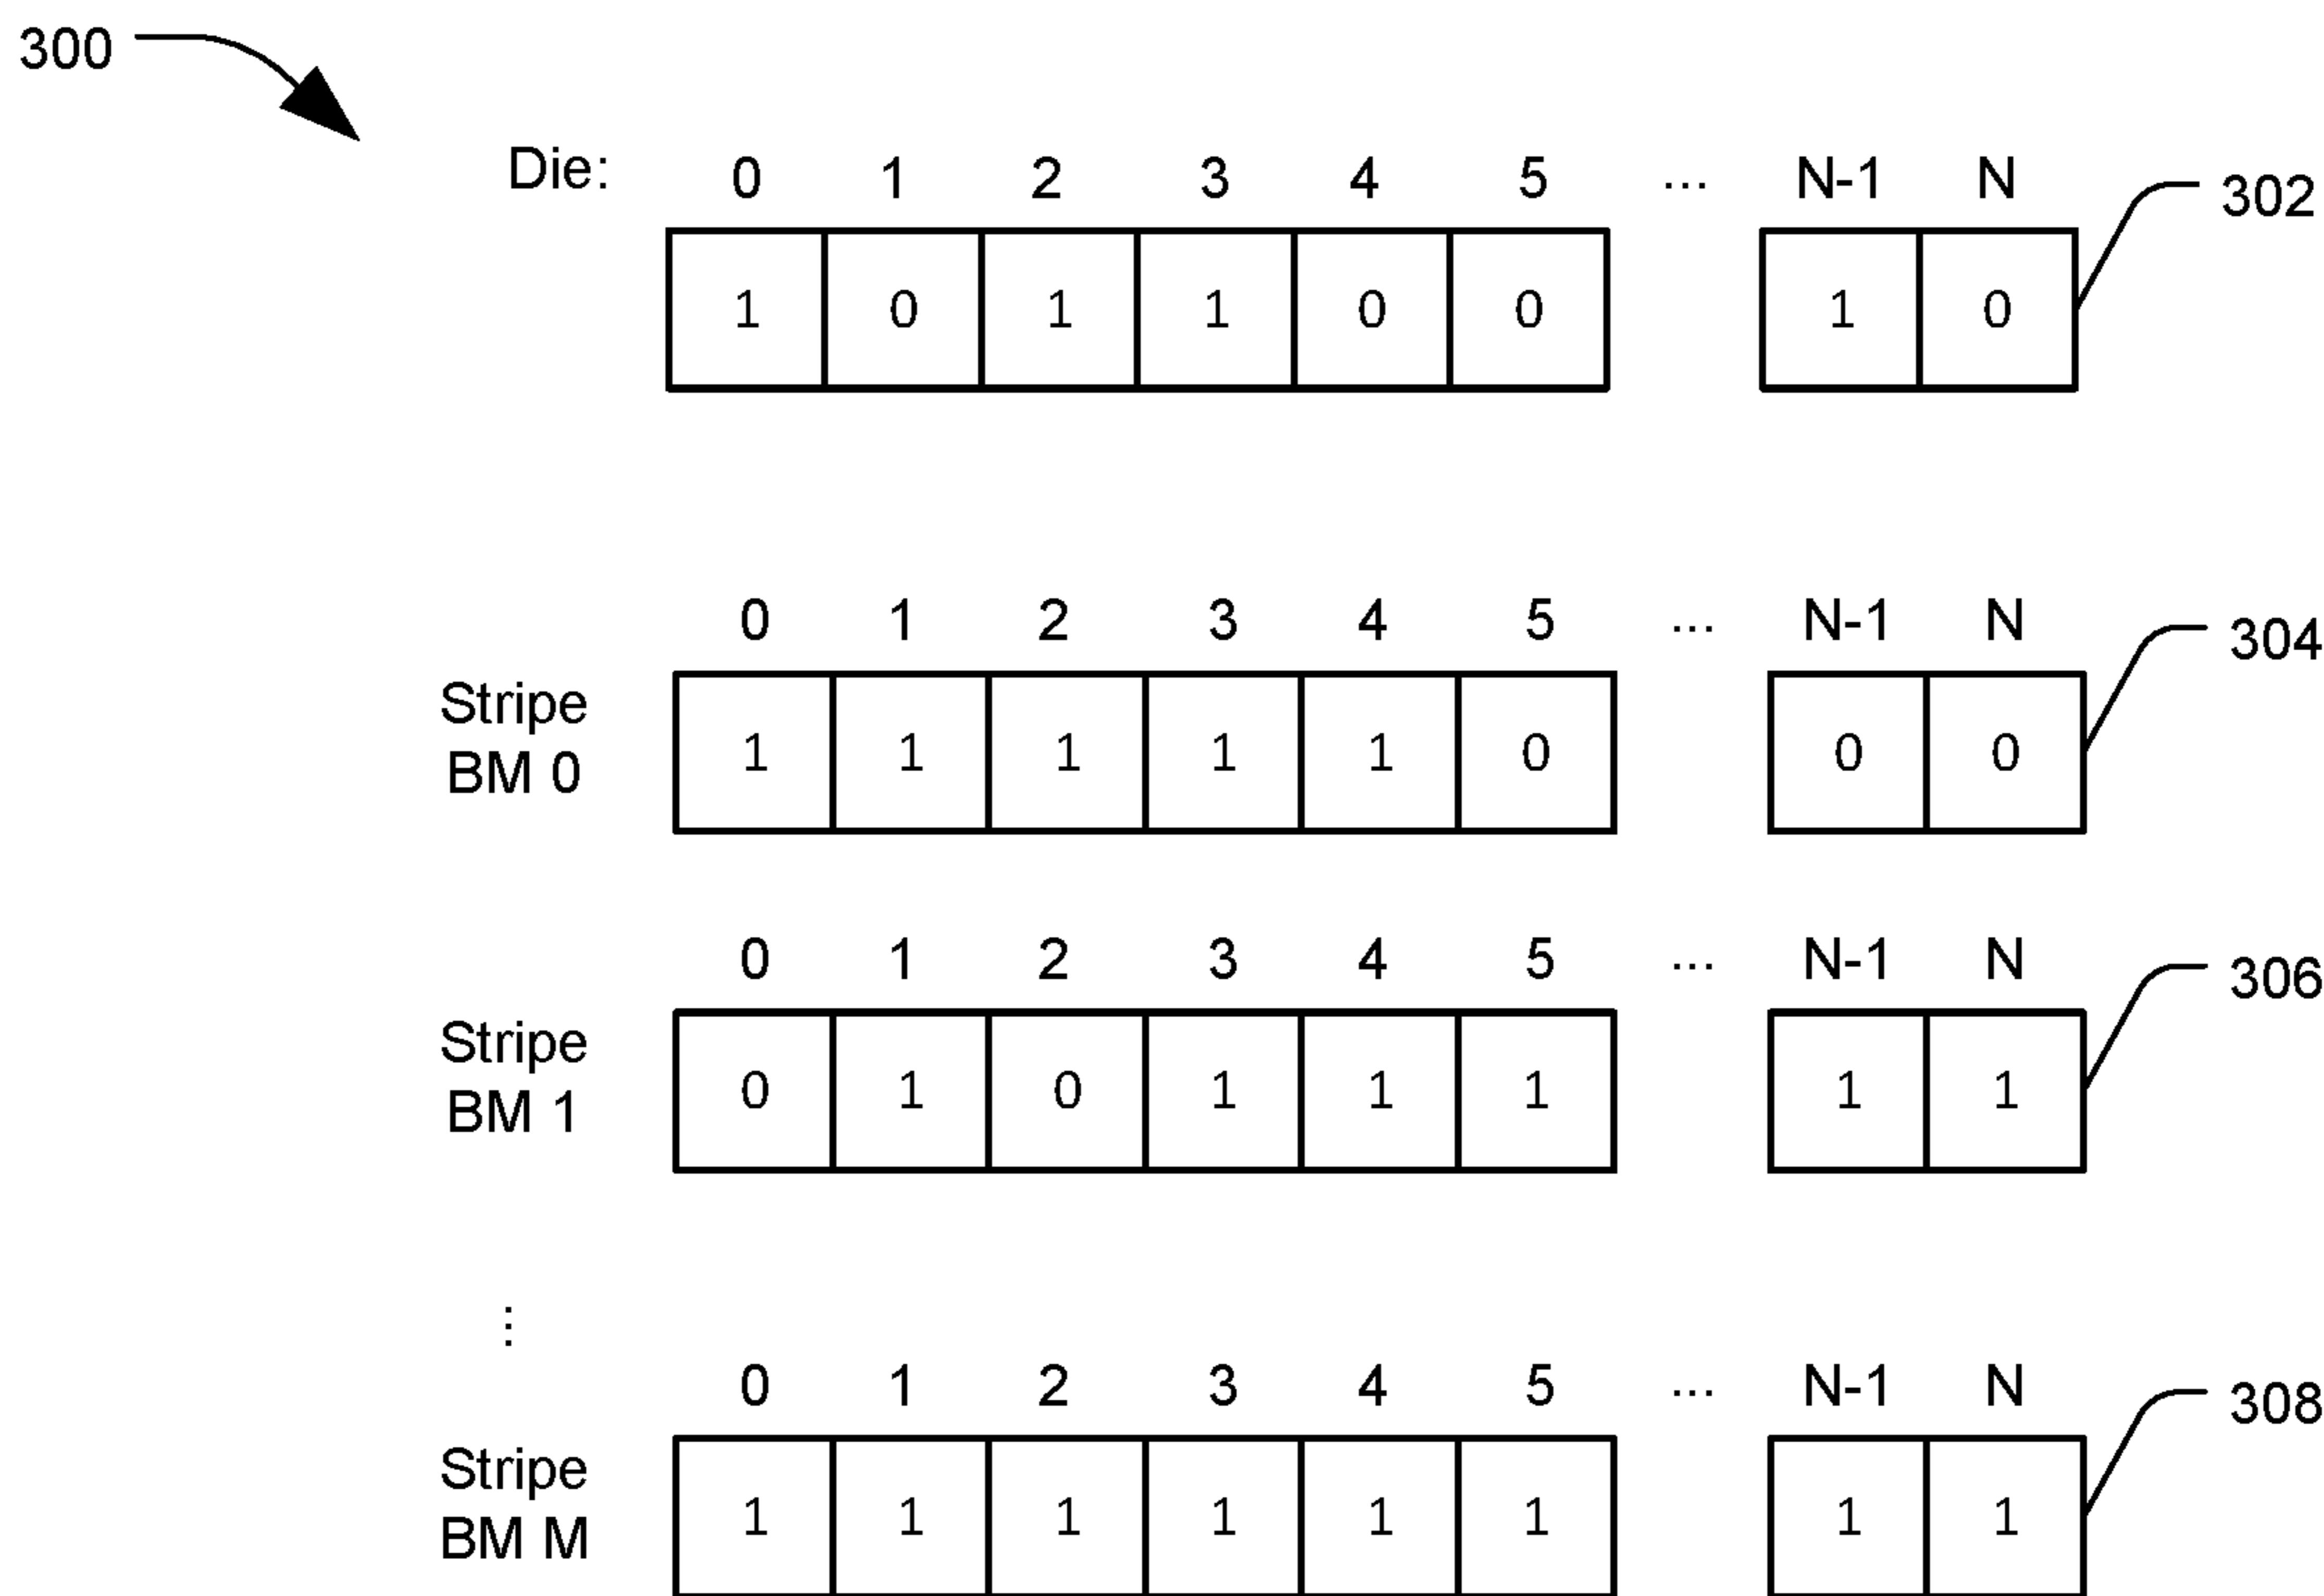 300
Die: 0 1 2 3 4 5 ... N-1 N 302
1 0 1 1 0 0 1 0
0 1 2 3 4 5 ... N-1 N 304
Stripe
BM 0
1 1 1 1 1 0 0 0
0 1 2 3 4 5 ... N-1 N 306
Stripe
BM 1
0 1 0 1 1 1 1 1
⋮
0 1 2 3 4 5 ... N-1 N 308
Stripe
BM M
1 1 1 1 1 1 1 1